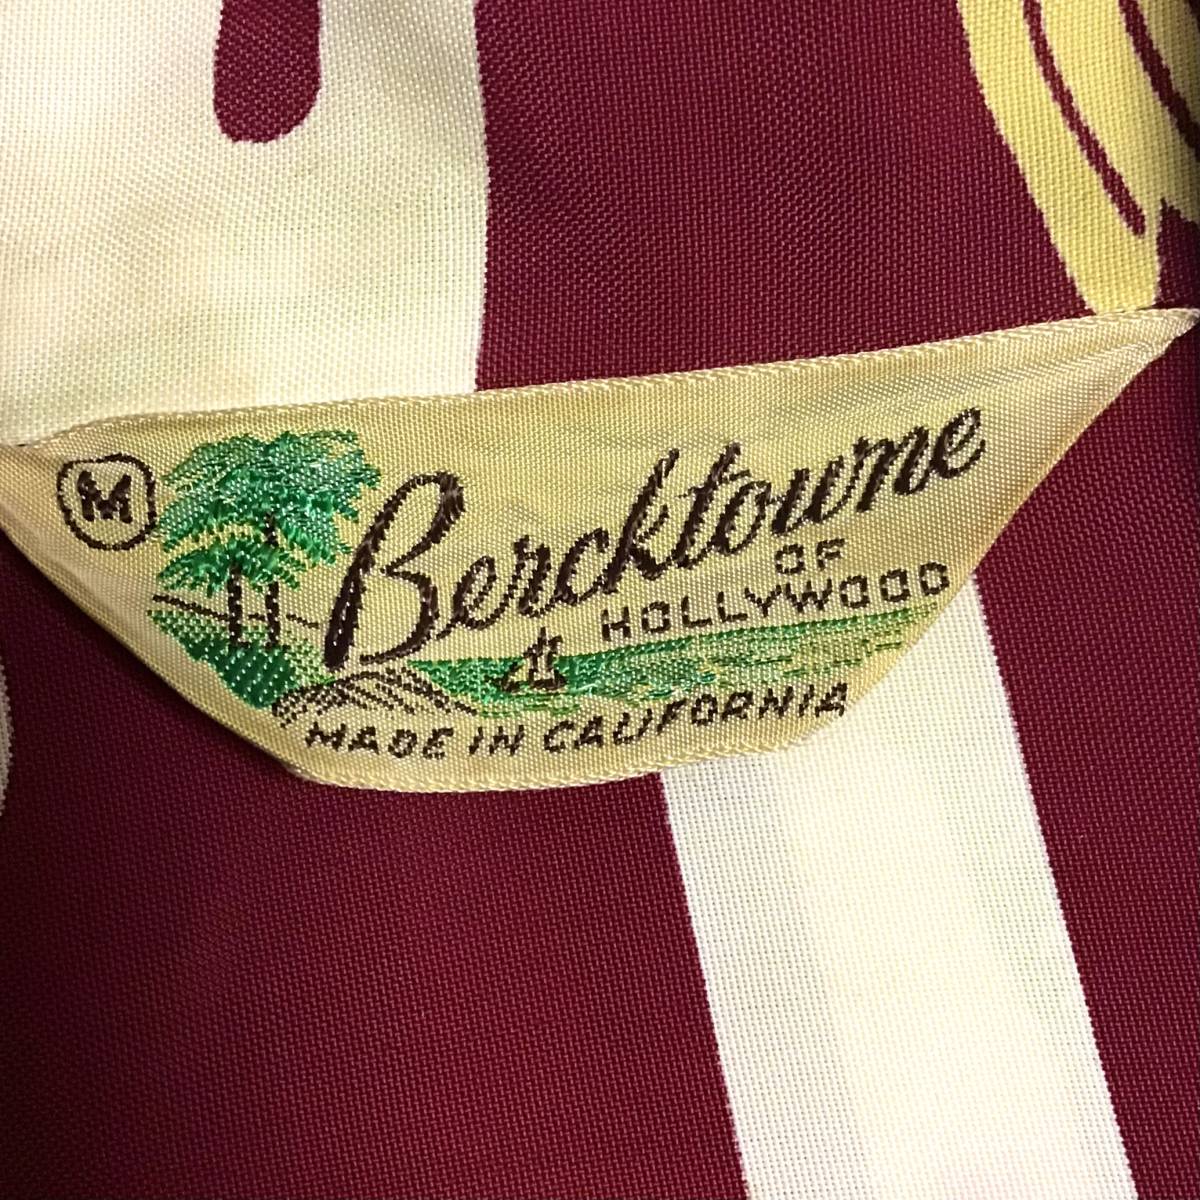 M
Bercktowne
OF
HOLLYWOOD
MADE IN CALIFORNIA